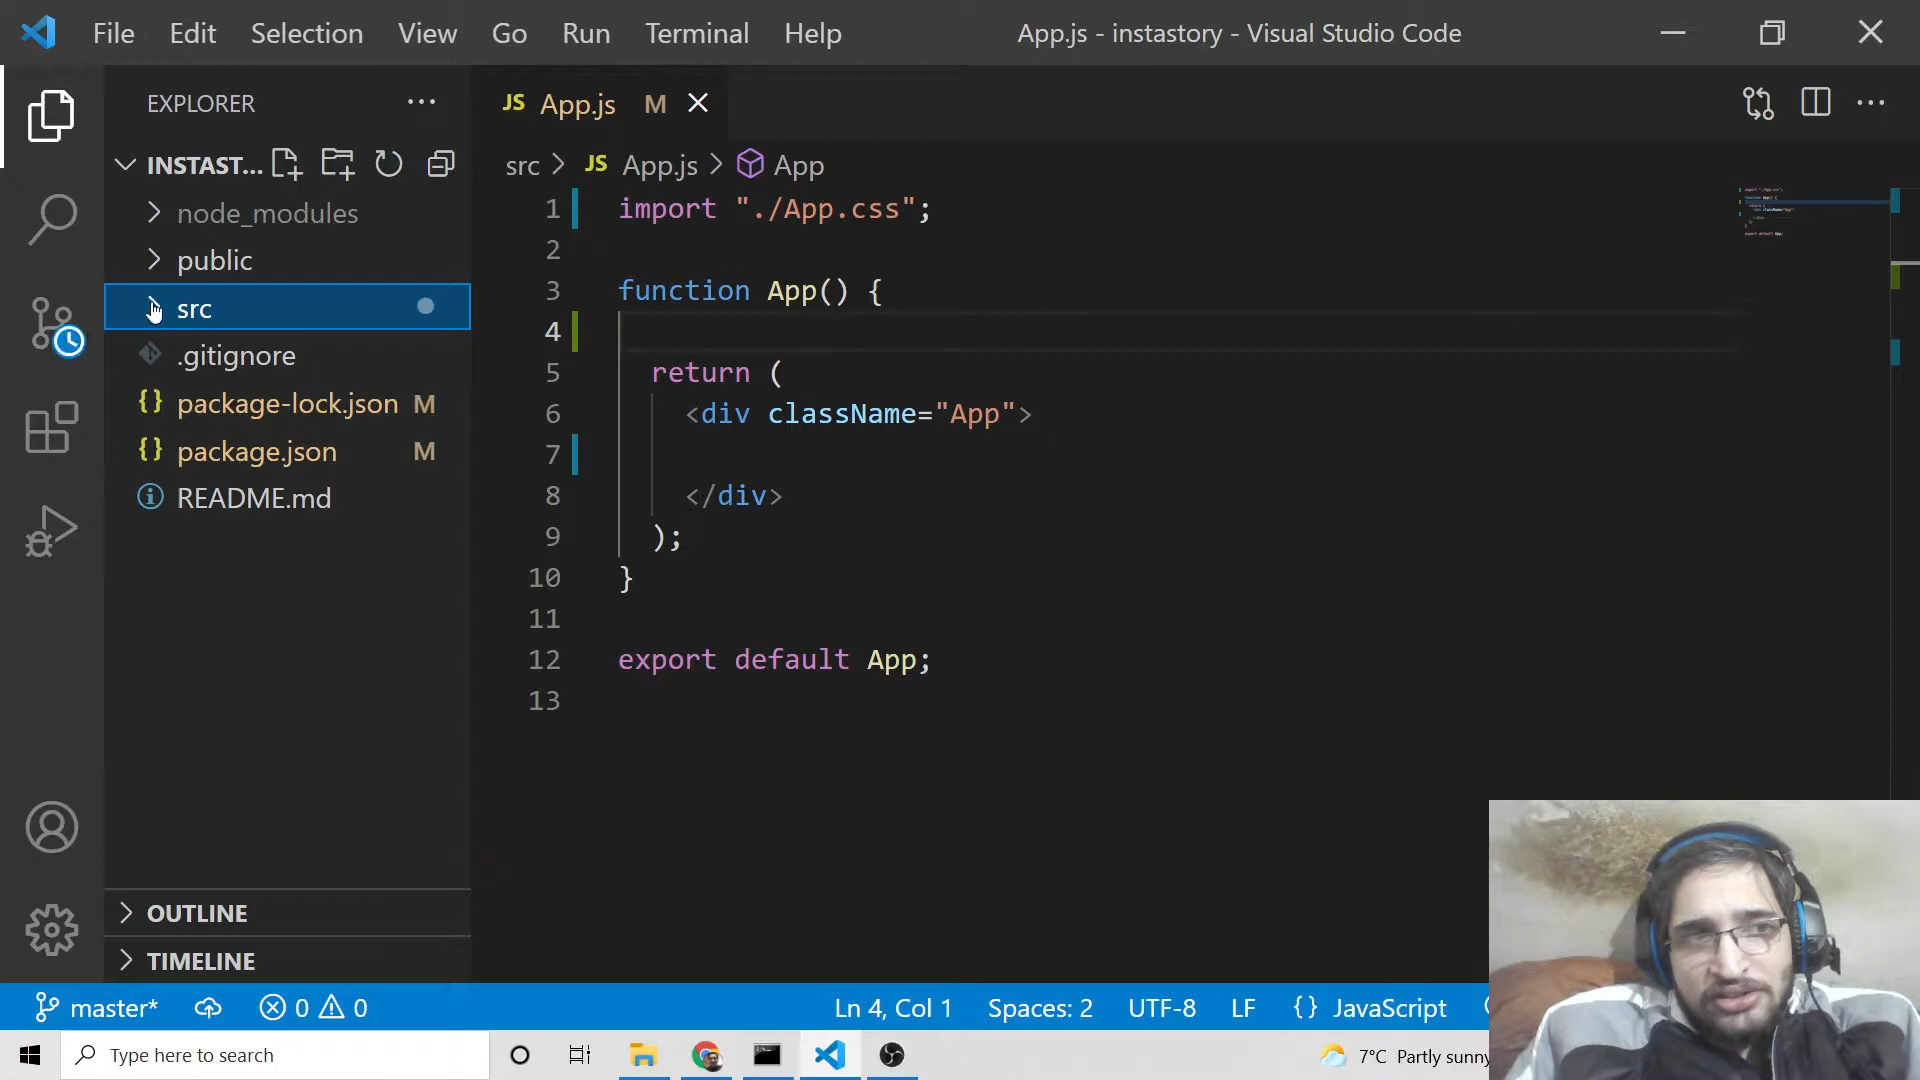 File Edit Selection View Go Run Terminal Help
App.js - instastory - Visual Studio Code
EXPLORER
INSTAST...
node_modules
public
src
.gitignore
{} package-lock.json M
{} package.json M
README.md
OUTLINE
TIMELINE
JS App.js M
src > JS App.js > App
1 import "./App.css";
2
3 function App() {
4
5 return (
6 <div className="App">
7
8 </div>
9 );
10 }
11
12 export default App;
13
master* 0 0
Ln 4, Col 1 Spaces: 2 UTF-8 LF {} JavaScript
Type here to search
7°C Partly sunny